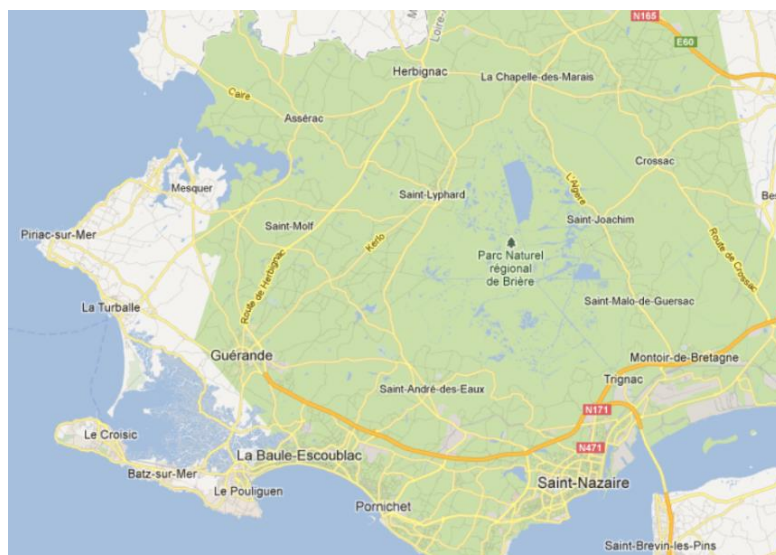 N165
Loire-
E60
Herbignac
La Chapelle-des-Marais
Caire
Assérac
Crossac
L'Algere
Mesquer
Saint-Lyphard
Saint-Molf
Saint-Joachim
Piriac-sur-Mer
Kerlo
Parc Naturel
régional
de Brière
Route de Crossac
Route de Herbignac
La Turballe
Saint-Malo-de-Guersac
Guérande
Montoir-de-Bretagne
Trignac
Saint-André-des-Eaux
N171
Le Croisic
N471
La Baule-Escoublac
Batz-sur-Mer
Le Pouliguen
Saint-Nazaire
Pornichet
Saint-Brevin-les-Pins